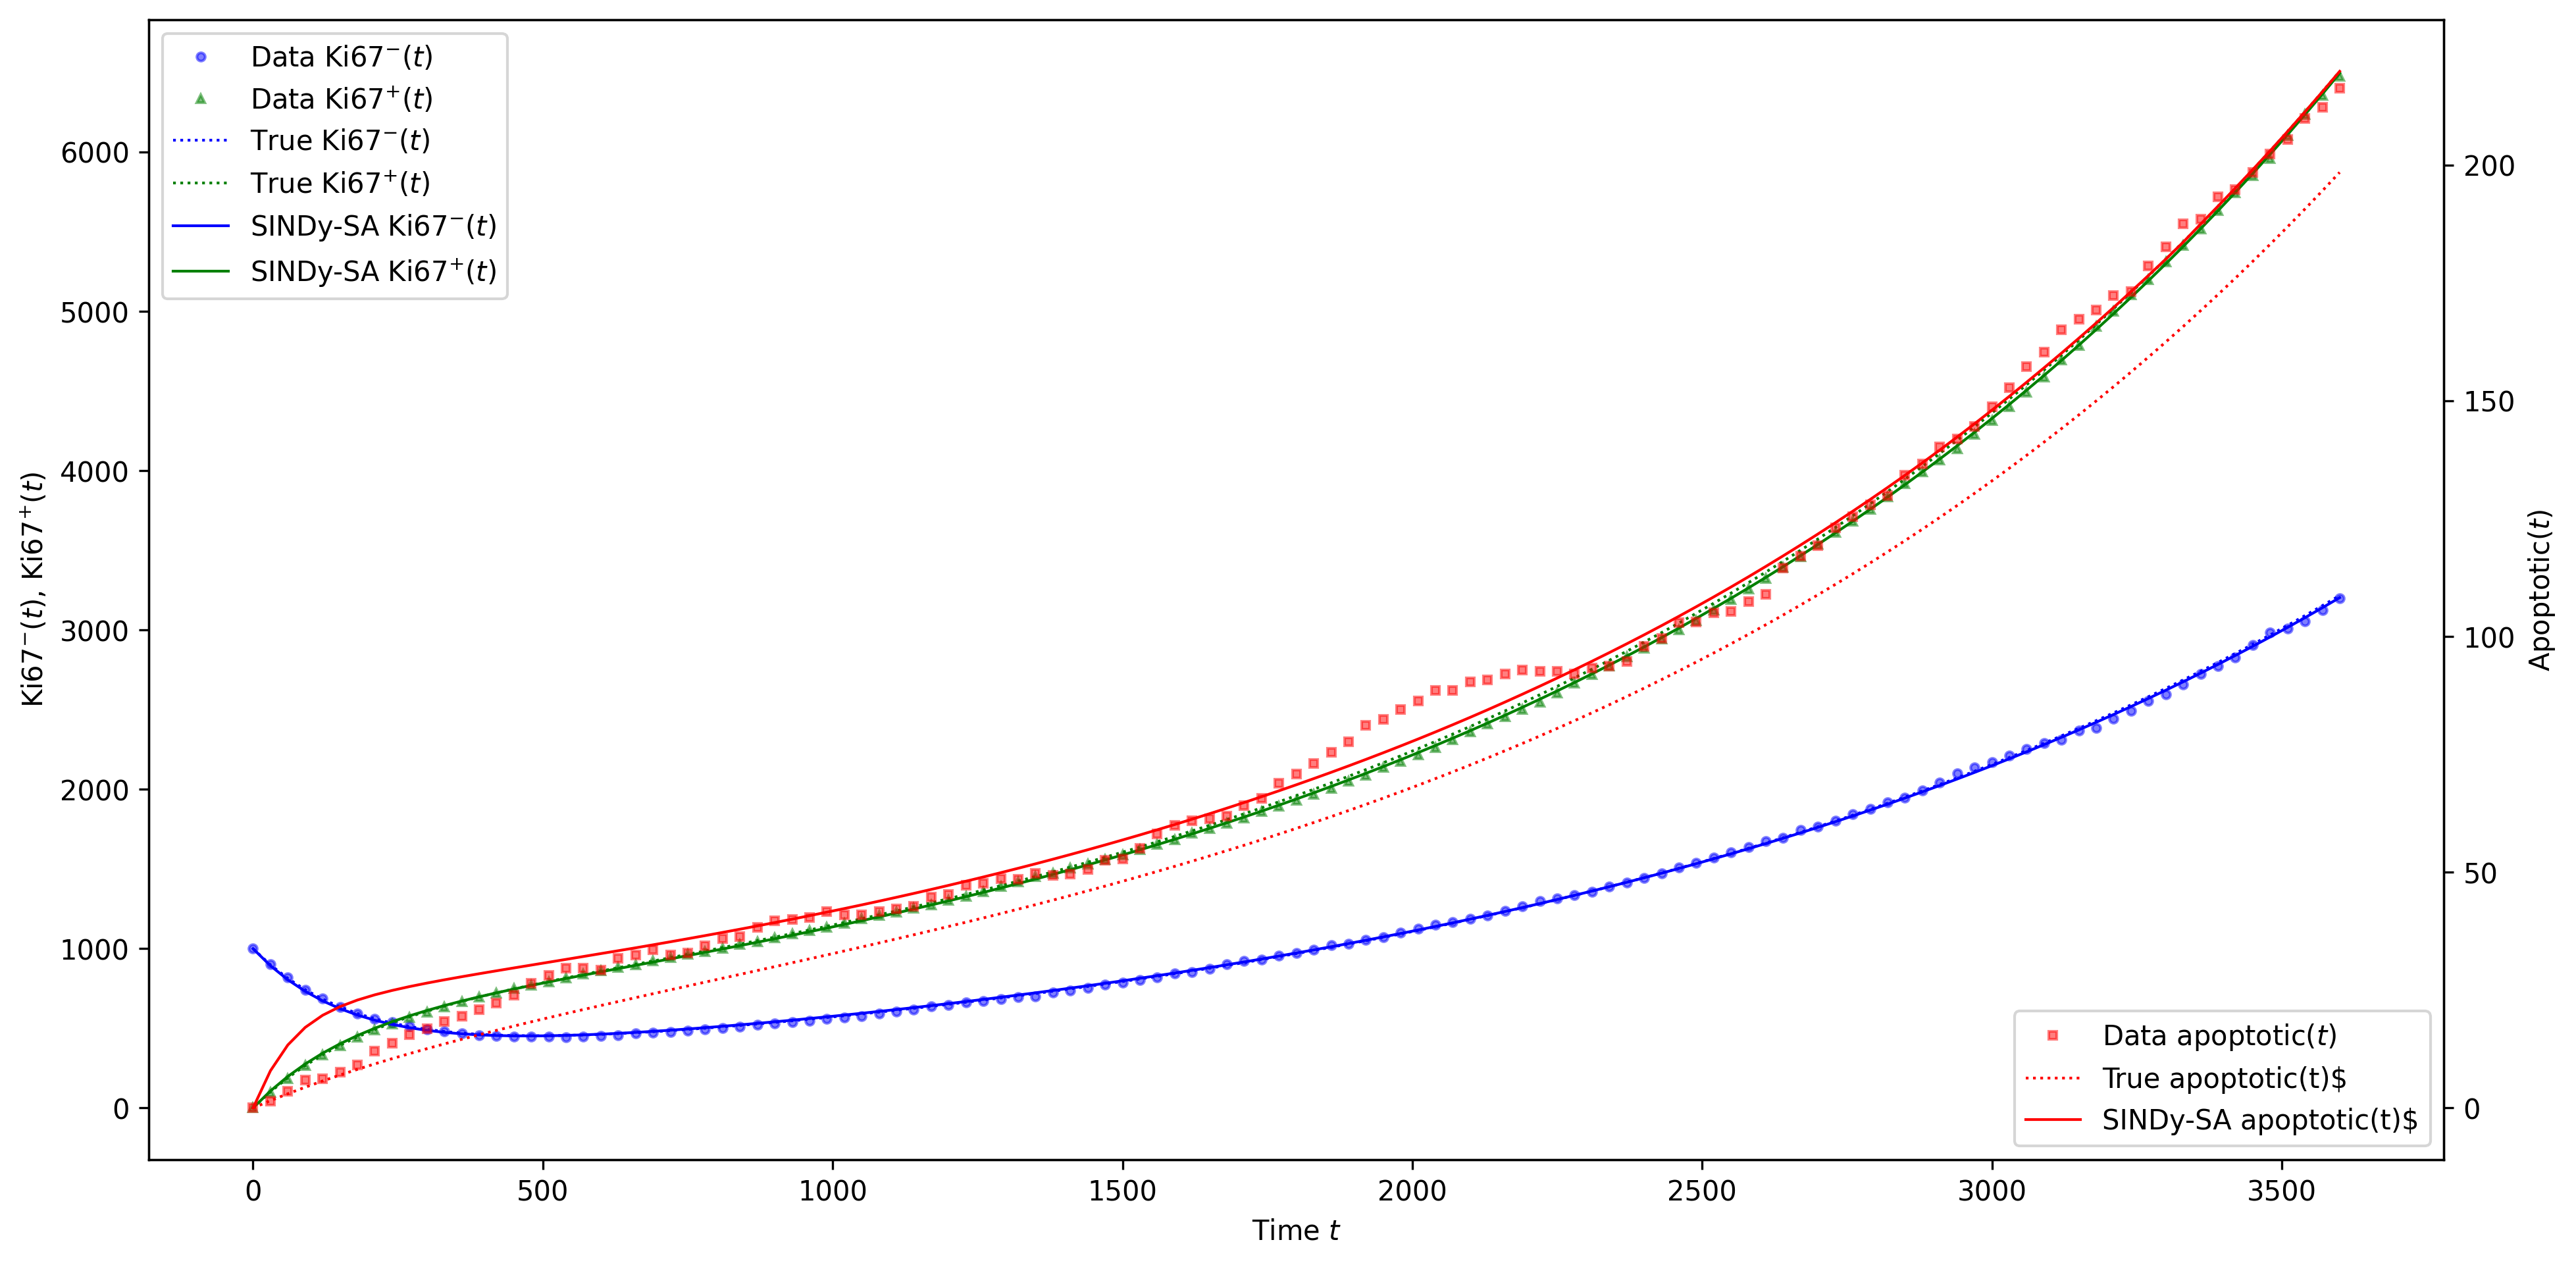 Data Ki67⁻(t)
Data Ki67⁺(t)
True Ki67⁻(t)
True Ki67⁺(t)
SINDy-SA Ki67⁻(t)
SINDy-SA Ki67⁺(t)
6000
5000
4000
3000
2000
1000
0
Ki67⁻(t), Ki67⁺(t)
200
150
100
50
0
Apoptotic(t)
Data apoptotic(t)
True apoptotic(t)$
SINDy-SA apoptotic(t)$
0 500 1000 1500 2000 2500 3000 3500
Time t